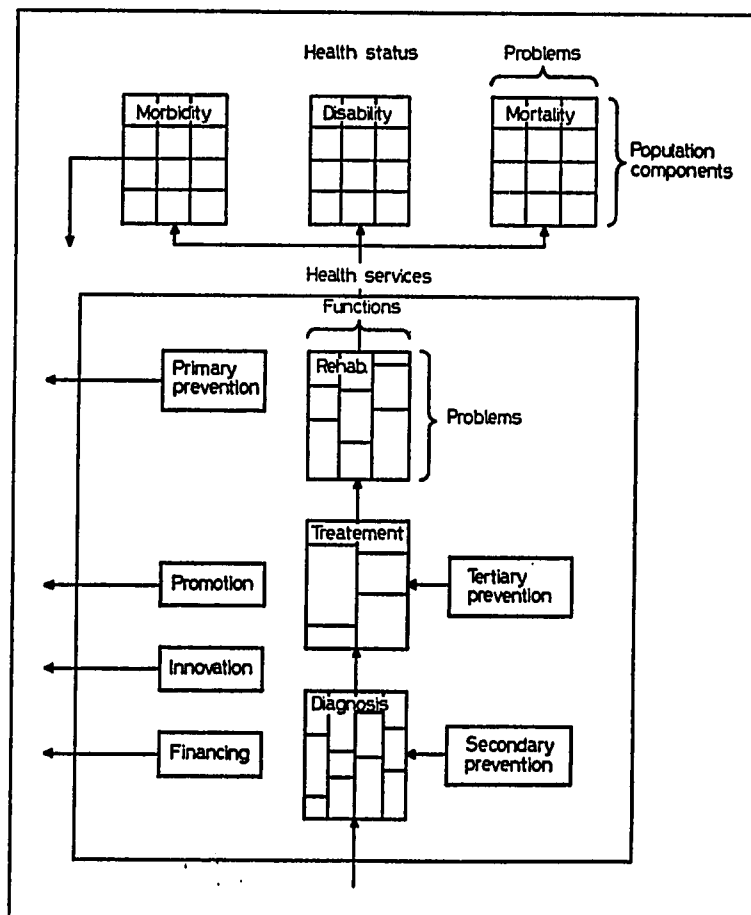 Health status
Problems
Morbidity
Disability
Mortality
Population
components
Health services
Functions
Primary
prevention
Rehab.
Problems
Treatement
Promotion
Tertiary
prevention
Innovation
Diagnosis
Financing
Secondary
prevention